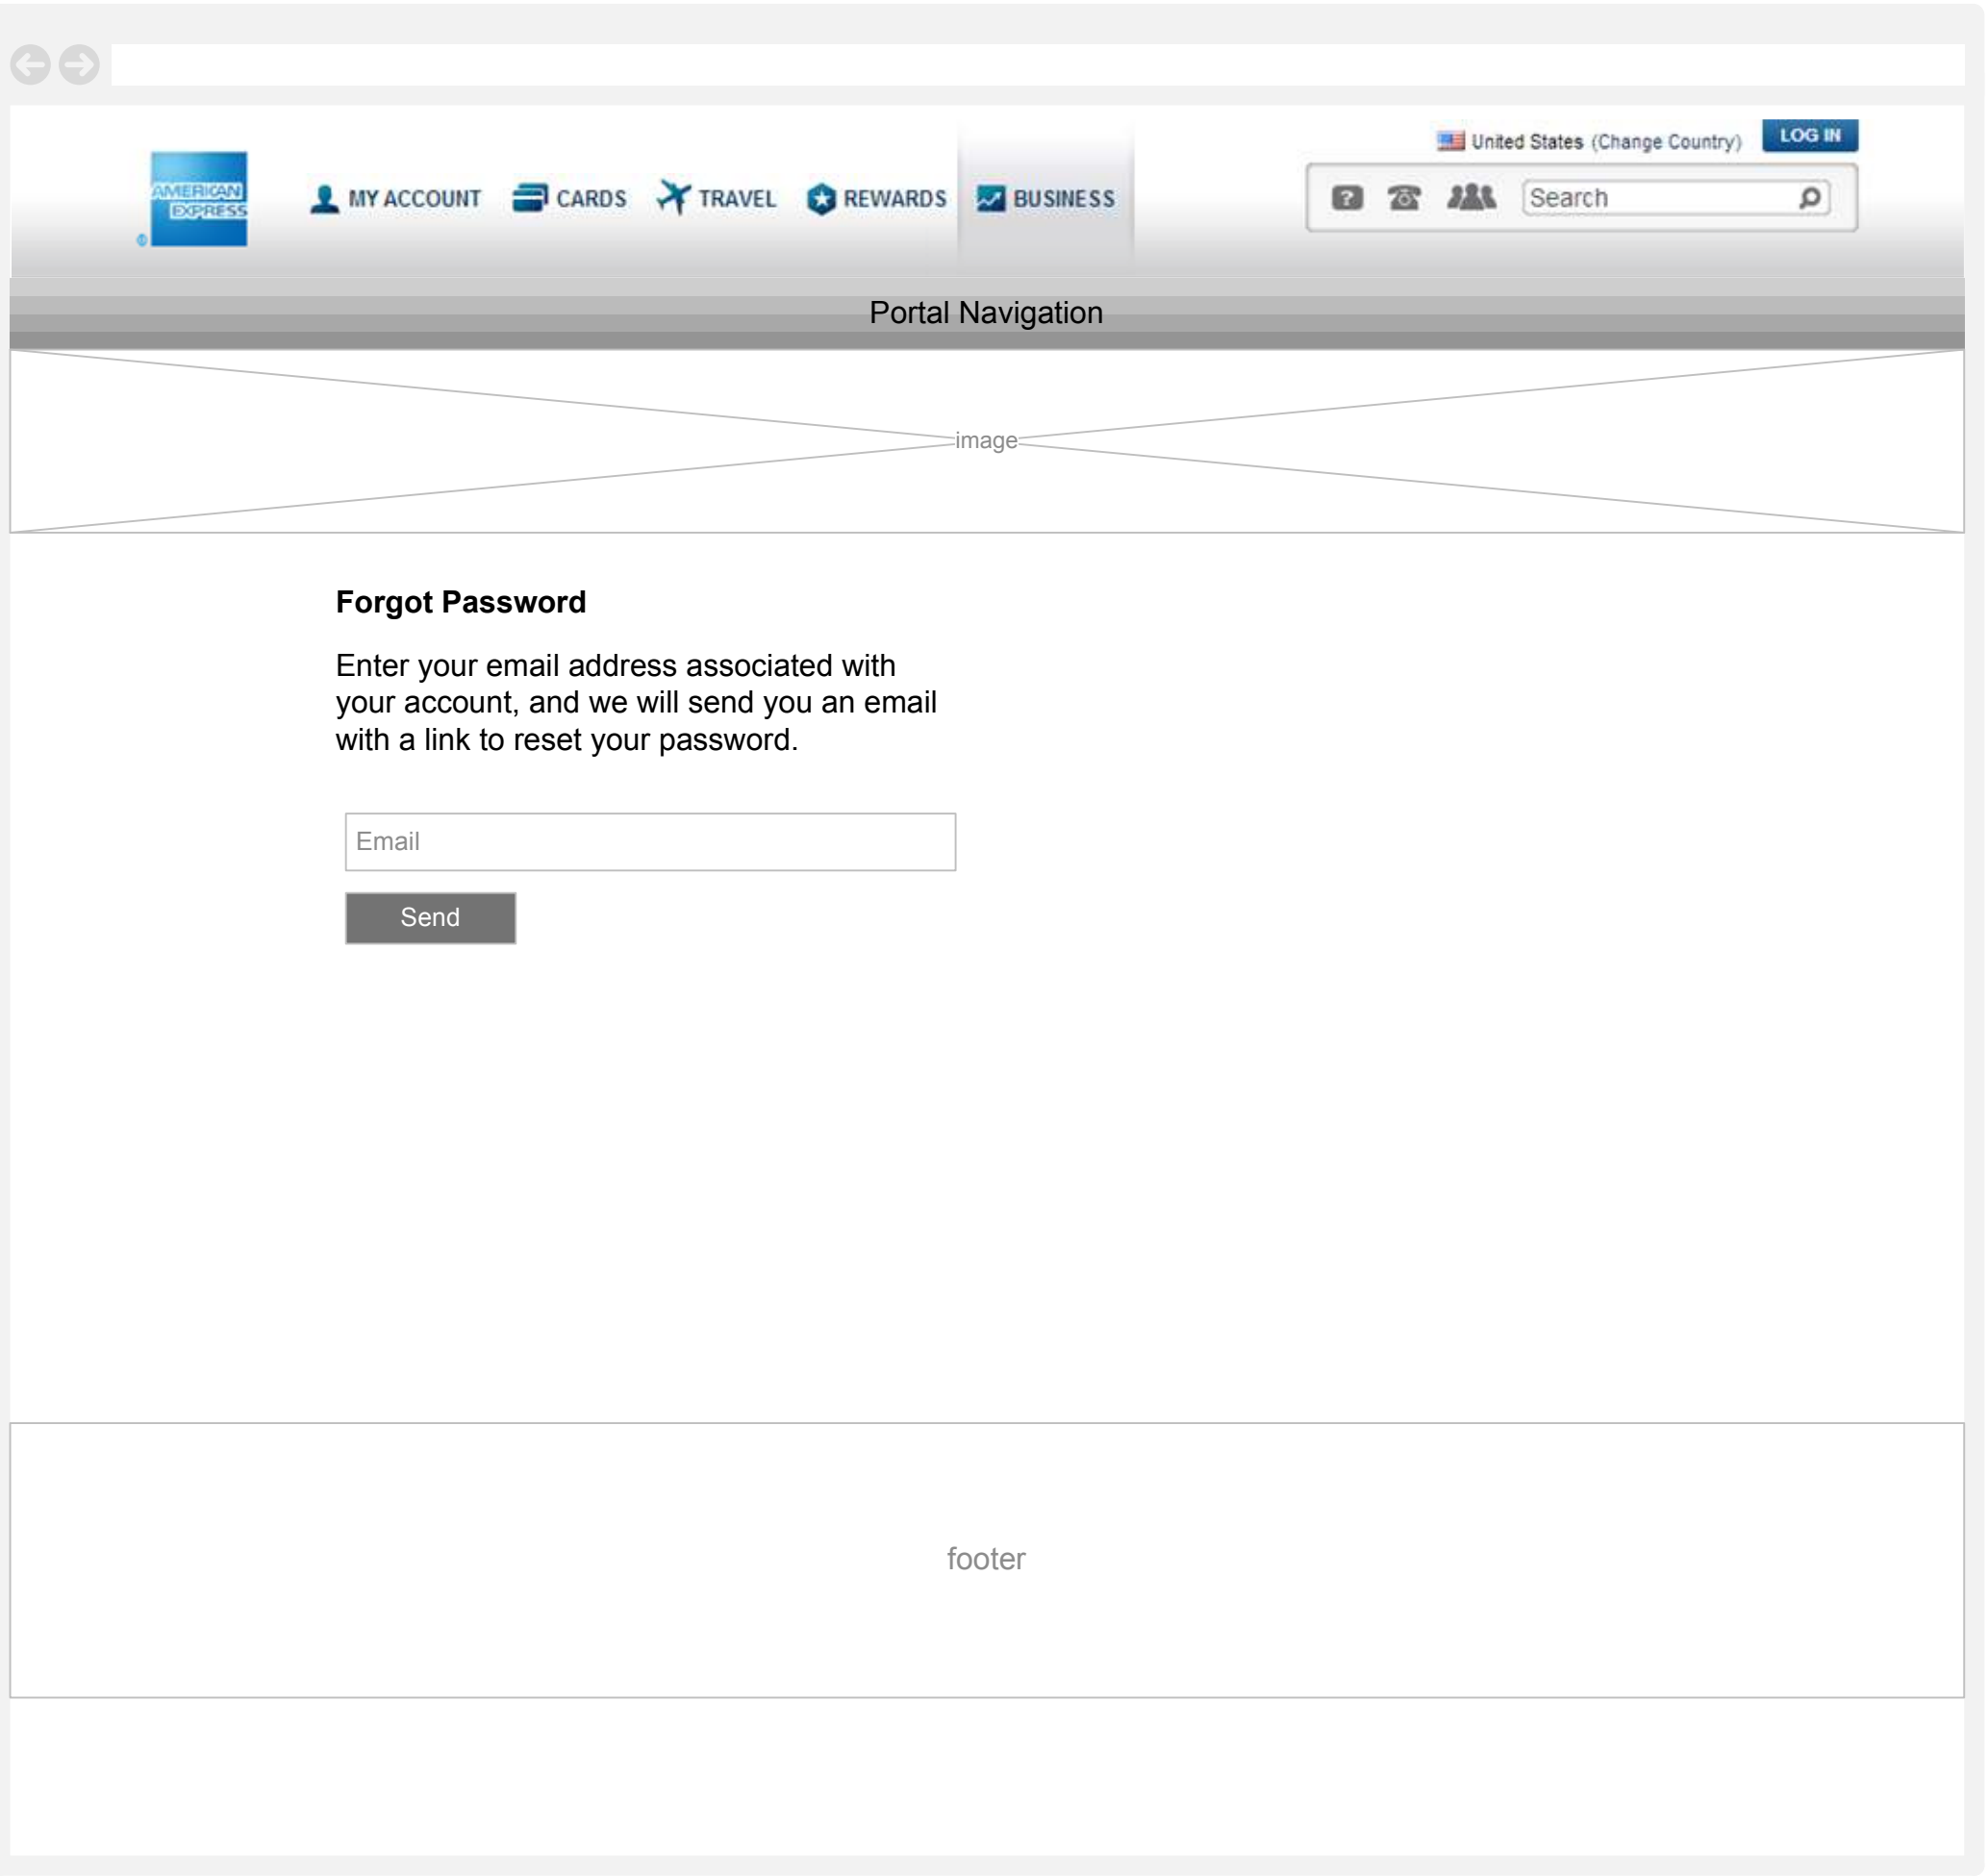 United States (Change Country) LOG IN
AMERICAN
EXPRESS
®
MY ACCOUNT CARDS TRAVEL REWARDS BUSINESS
? Search
Portal Navigation
image
Forgot Password
Enter your email address associated with
your account, and we will send you an email
with a link to reset your password.
Email
Send
footer